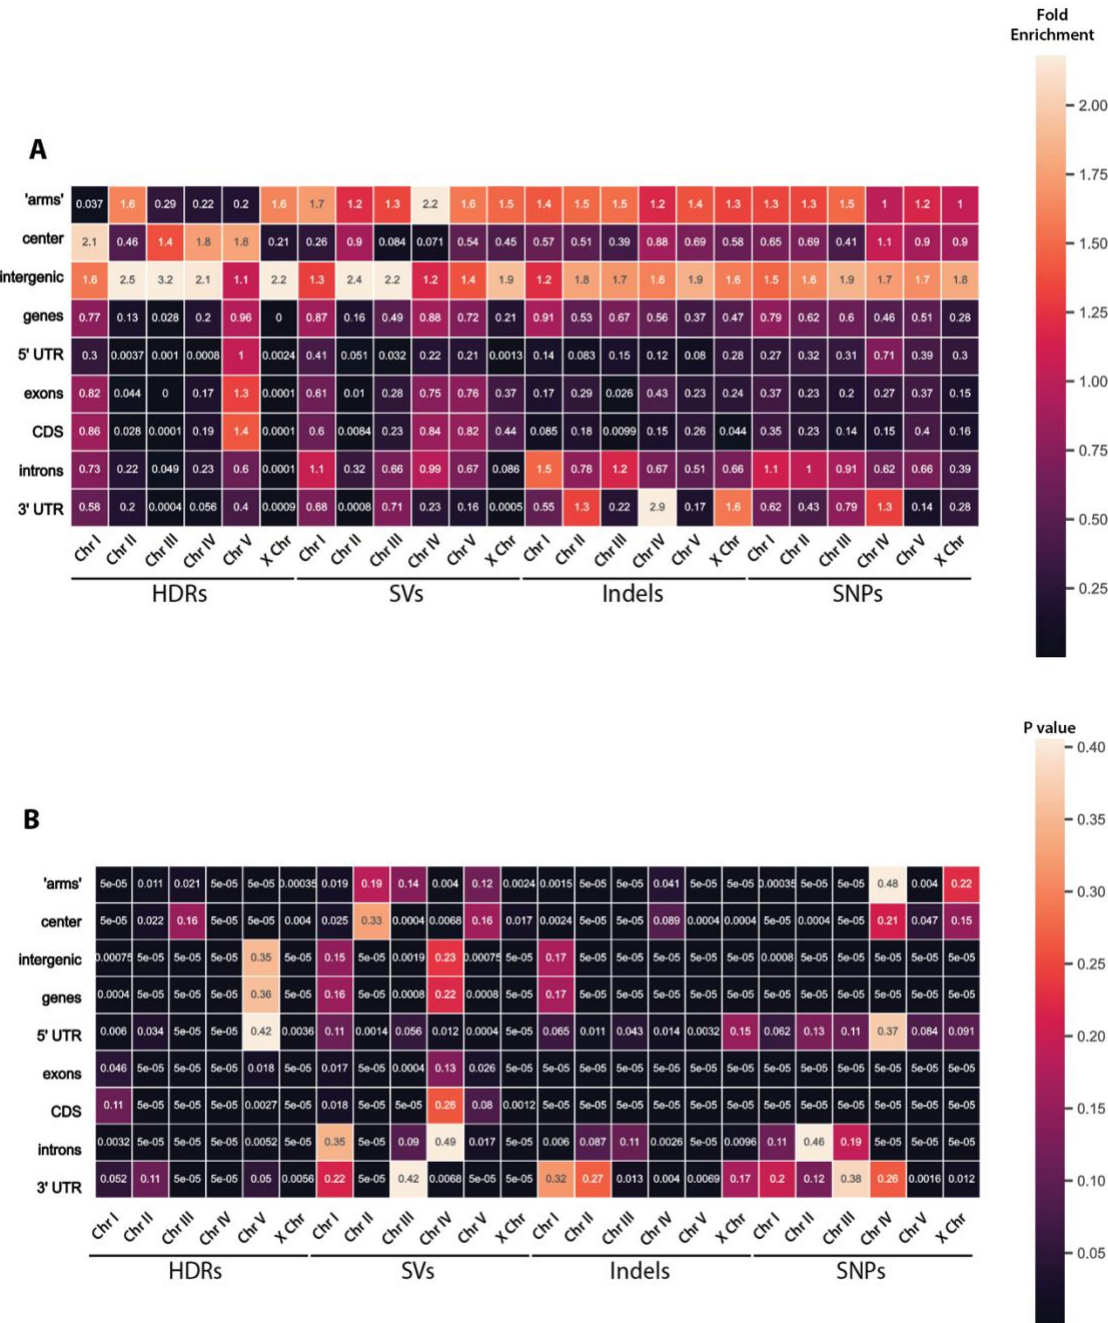 Fold
Enrichment
A
2.00
1.75
1.50
1.25
1.00
0.75
0.50
0.25
'arms' 0.037 1.6 0.29 0.22 0.2 1.6 1.7 1.2 1.3 2.2 1.6 1.5 1.4 1.5 1.5 1.2 1.4 1.3 1.3 1.3 1.5 1 1.2 1
center 2.1 0.46 1.4 1.8 1.8 0.21 0.26 0.9 0.084 0.071 0.54 0.45 0.57 0.51 0.39 0.88 0.69 0.58 0.65 0.69 0.41 1.1 0.9 0.9
intergenic 1.6 2.5 3.2 2.1 1.1 2.2 1.3 2.4 2.2 1.2 1.4 1.9 1.2 1.8 1.7 1.6 1.9 1.6 1.5 1.6 1.9 1.7 1.7 1.8
genes 0.77 0.13 0.028 0.2 0.96 0 0.87 0.16 0.49 0.88 0.72 0.21 0.91 0.53 0.67 0.56 0.37 0.47 0.79 0.62 0.6 0.46 0.51 0.28
5' UTR 0.3 0.0037 0.001 0.0008 1 0.0024 0.41 0.051 0.032 0.22 0.21 0.0013 0.14 0.083 0.15 0.12 0.08 0.28 0.27 0.32 0.31 0.71 0.39 0.3
exons 0.82 0.044 0 0.17 1.3 0.0001 0.61 0.01 0.28 0.75 0.76 0.37 0.17 0.29 0.026 0.43 0.23 0.24 0.37 0.23 0.2 0.27 0.37 0.15
CDS 0.86 0.028 0.0001 0.19 1.4 0.0001 0.6 0.0084 0.23 0.84 0.82 0.44 0.085 0.18 0.0099 0.15 0.26 0.044 0.35 0.23 0.14 0.15 0.4 0.16
introns 0.73 0.22 0.049 0.23 0.6 0.0001 1.1 0.32 0.66 0.99 0.67 0.086 1.5 0.78 1.2 0.67 0.51 0.66 1.1 1 0.91 0.62 0.66 0.39
3' UTR 0.58 0.2 0.0004 0.056 0.4 0.0009 0.68 0.0008 0.71 0.23 0.16 0.0005 0.55 1.3 0.22 2.9 0.17 1.6 0.62 0.43 0.79 1.3 0.14 0.28
Chr I Chr II Chr III Chr IV Chr V X Chr Chr I Chr II Chr III Chr IV Chr V X Chr Chr I Chr II Chr III Chr IV Chr V X Chr Chr I Chr II Chr III Chr IV Chr V X Chr
HDRs SVs Indels SNPs
P value
B
0.40
0.35
0.30
0.25
0.20
0.15
0.10
0.05
'arms' 5e-05 0.011 0.021 5e-05 5e-05 0.00035 0.019 0.19 0.14 0.004 0.12 0.0024 0.0015 5e-05 5e-05 0.041 5e-05 5e-05 0.00035 5e-05 5e-05 0.48 0.004 0.22
center 5e-05 0.022 0.16 5e-05 5e-05 0.004 0.025 0.33 0.0004 0.0068 0.16 0.017 0.0024 5e-05 5e-05 0.089 0.0004 0.0004 5e-05 0.0004 5e-05 0.21 0.047 0.15
intergenic 0.00075 5e-05 5e-05 5e-05 0.35 5e-05 0.15 5e-05 0.0019 0.23 0.00075 5e-05 0.17 5e-05 5e-05 5e-05 5e-05 5e-05 0.0008 5e-05 5e-05 5e-05 5e-05 5e-05
genes 0.0004 5e-05 5e-05 5e-05 0.36 5e-05 0.16 5e-05 0.0008 0.22 0.0008 5e-05 0.17 5e-05 5e-05 5e-05 5e-05 5e-05 5e-05 5e-05 5e-05 5e-05 5e-05 5e-05
5' UTR 0.006 0.034 5e-05 5e-05 0.42 0.0036 0.11 0.0014 0.056 0.012 0.0004 5e-05 0.065 0.011 0.043 0.014 0.0032 0.15 0.062 0.13 0.11 0.37 0.084 0.091
exons 0.046 5e-05 5e-05 5e-05 0.018 5e-05 0.017 5e-05 0.0004 0.13 0.026 5e-05 5e-05 5e-05 5e-05 5e-05 5e-05 5e-05 5e-05 5e-05 5e-05 5e-05 5e-05 5e-05
CDS 0.11 5e-05 5e-05 5e-05 0.0027 5e-05 0.018 5e-05 5e-05 0.26 0.08 0.0012 5e-05 5e-05 5e-05 5e-05 5e-05 5e-05 5e-05 5e-05 5e-05 5e-05 5e-05 5e-05
introns 0.0032 5e-05 5e-05 5e-05 0.0052 5e-05 0.35 5e-05 0.09 0.49 0.017 5e-05 0.006 0.087 0.11 0.0026 5e-05 0.0096 0.11 0.46 0.19 5e-05 5e-05 5e-05
3' UTR 0.052 0.11 5e-05 5e-05 0.05 0.0056 0.22 5e-05 0.42 0.0068 5e-05 5e-05 0.32 0.27 0.013 0.004 0.0069 0.17 0.2 0.12 0.38 0.26 0.0016 0.012
Chr I Chr II Chr III Chr IV Chr V X Chr Chr I Chr II Chr III Chr IV Chr V X Chr Chr I Chr II Chr III Chr IV Chr V X Chr Chr I Chr II Chr III Chr IV Chr V X Chr
HDRs SVs Indels SNPs